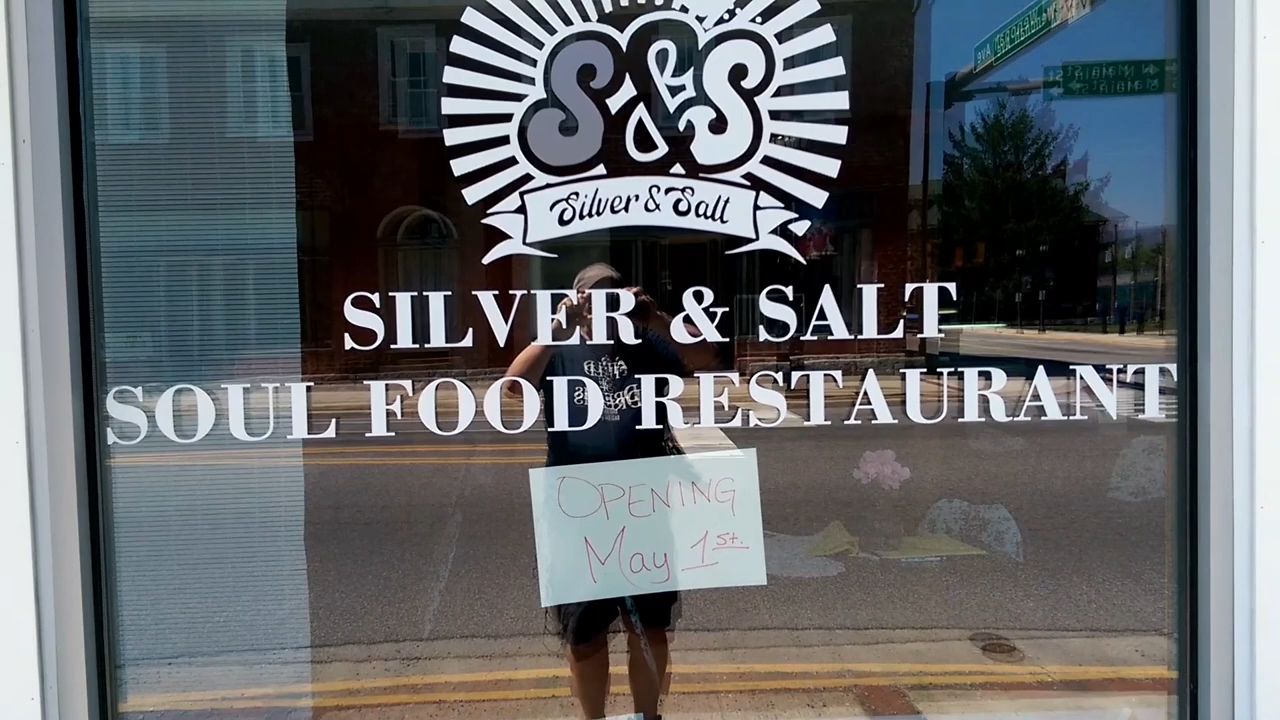 S&S
Silver & Salt
SILVER & SALT
SOUL FOOD RESTAURANT
OPENING
May 1st.